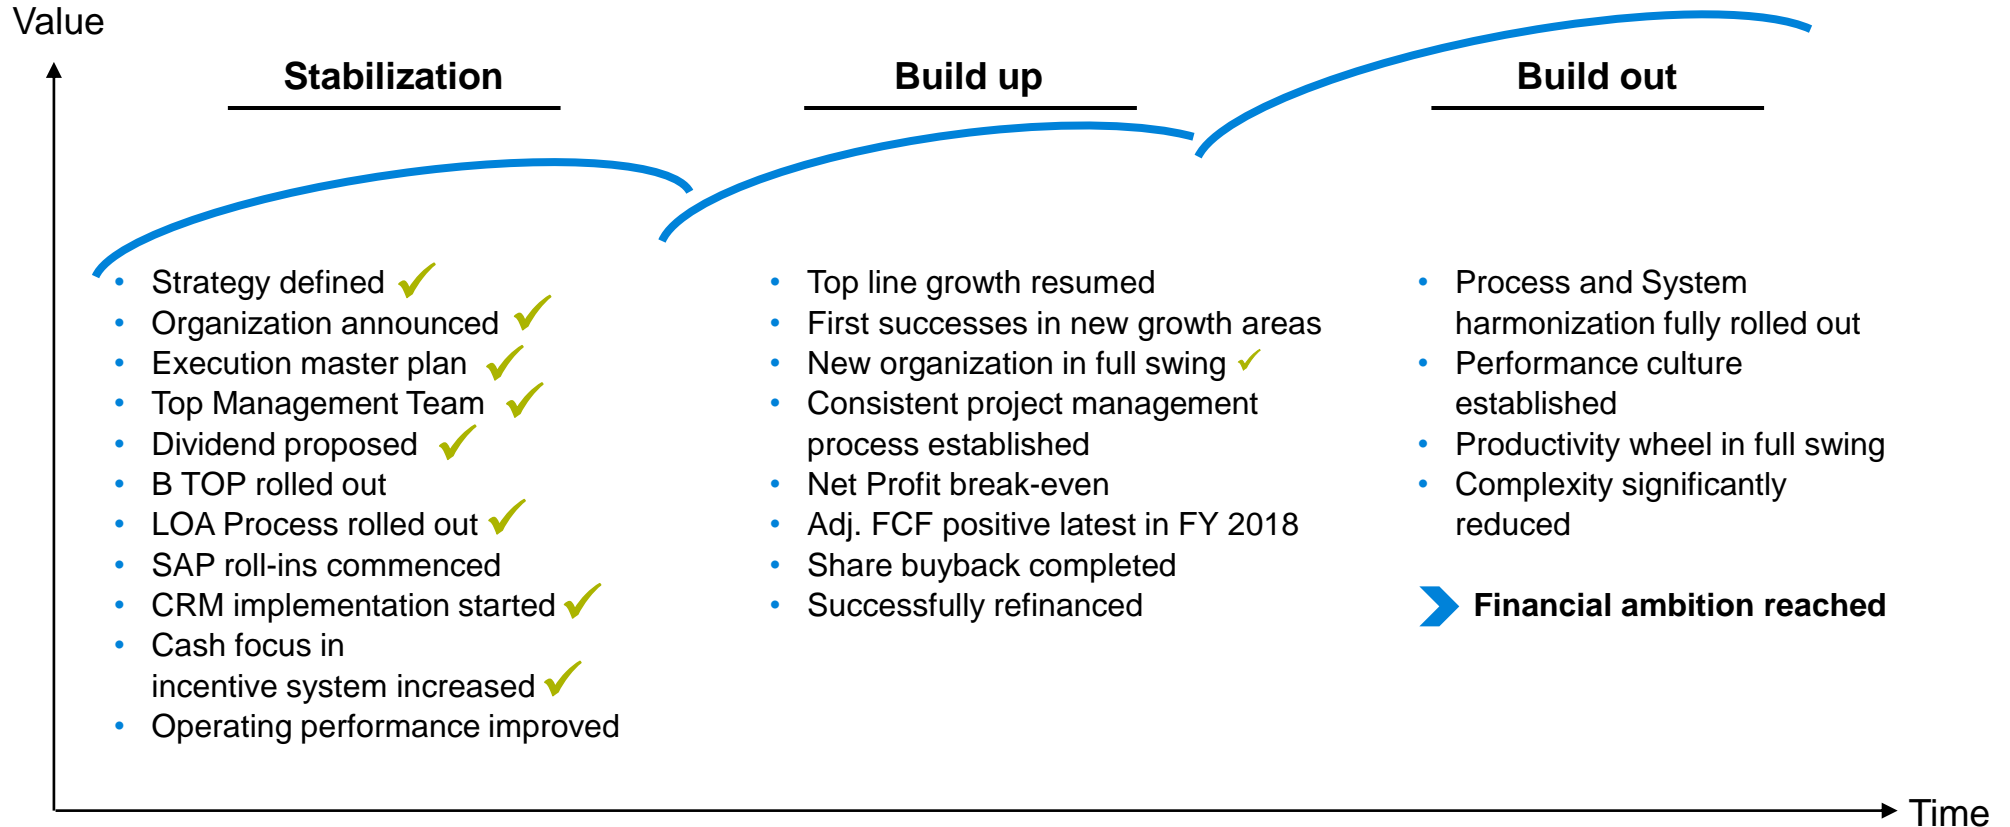 Value
Stabilization
• Strategy defined ✓
• Organization announced ✓
• Execution master plan ✓
• Top Management Team ✓
• Dividend proposed ✓
• B TOP rolled out
• LOA Process rolled out ✓
• SAP roll-ins commenced
• CRM implementation started ✓
• Cash focus in
incentive system increased ✓
• Operating performance improved
Build up
• Top line growth resumed
• First successes in new growth areas
• New organization in full swing ✓
• Consistent project management
process established
• Net Profit break-even
• Adj. FCF positive latest in FY 2018
• Share buyback completed
• Successfully refinanced
Build out
• Process and System
harmonization fully rolled out
• Performance culture
established
• Productivity wheel in full swing
• Complexity significantly
reduced
Financial ambition reached
Time